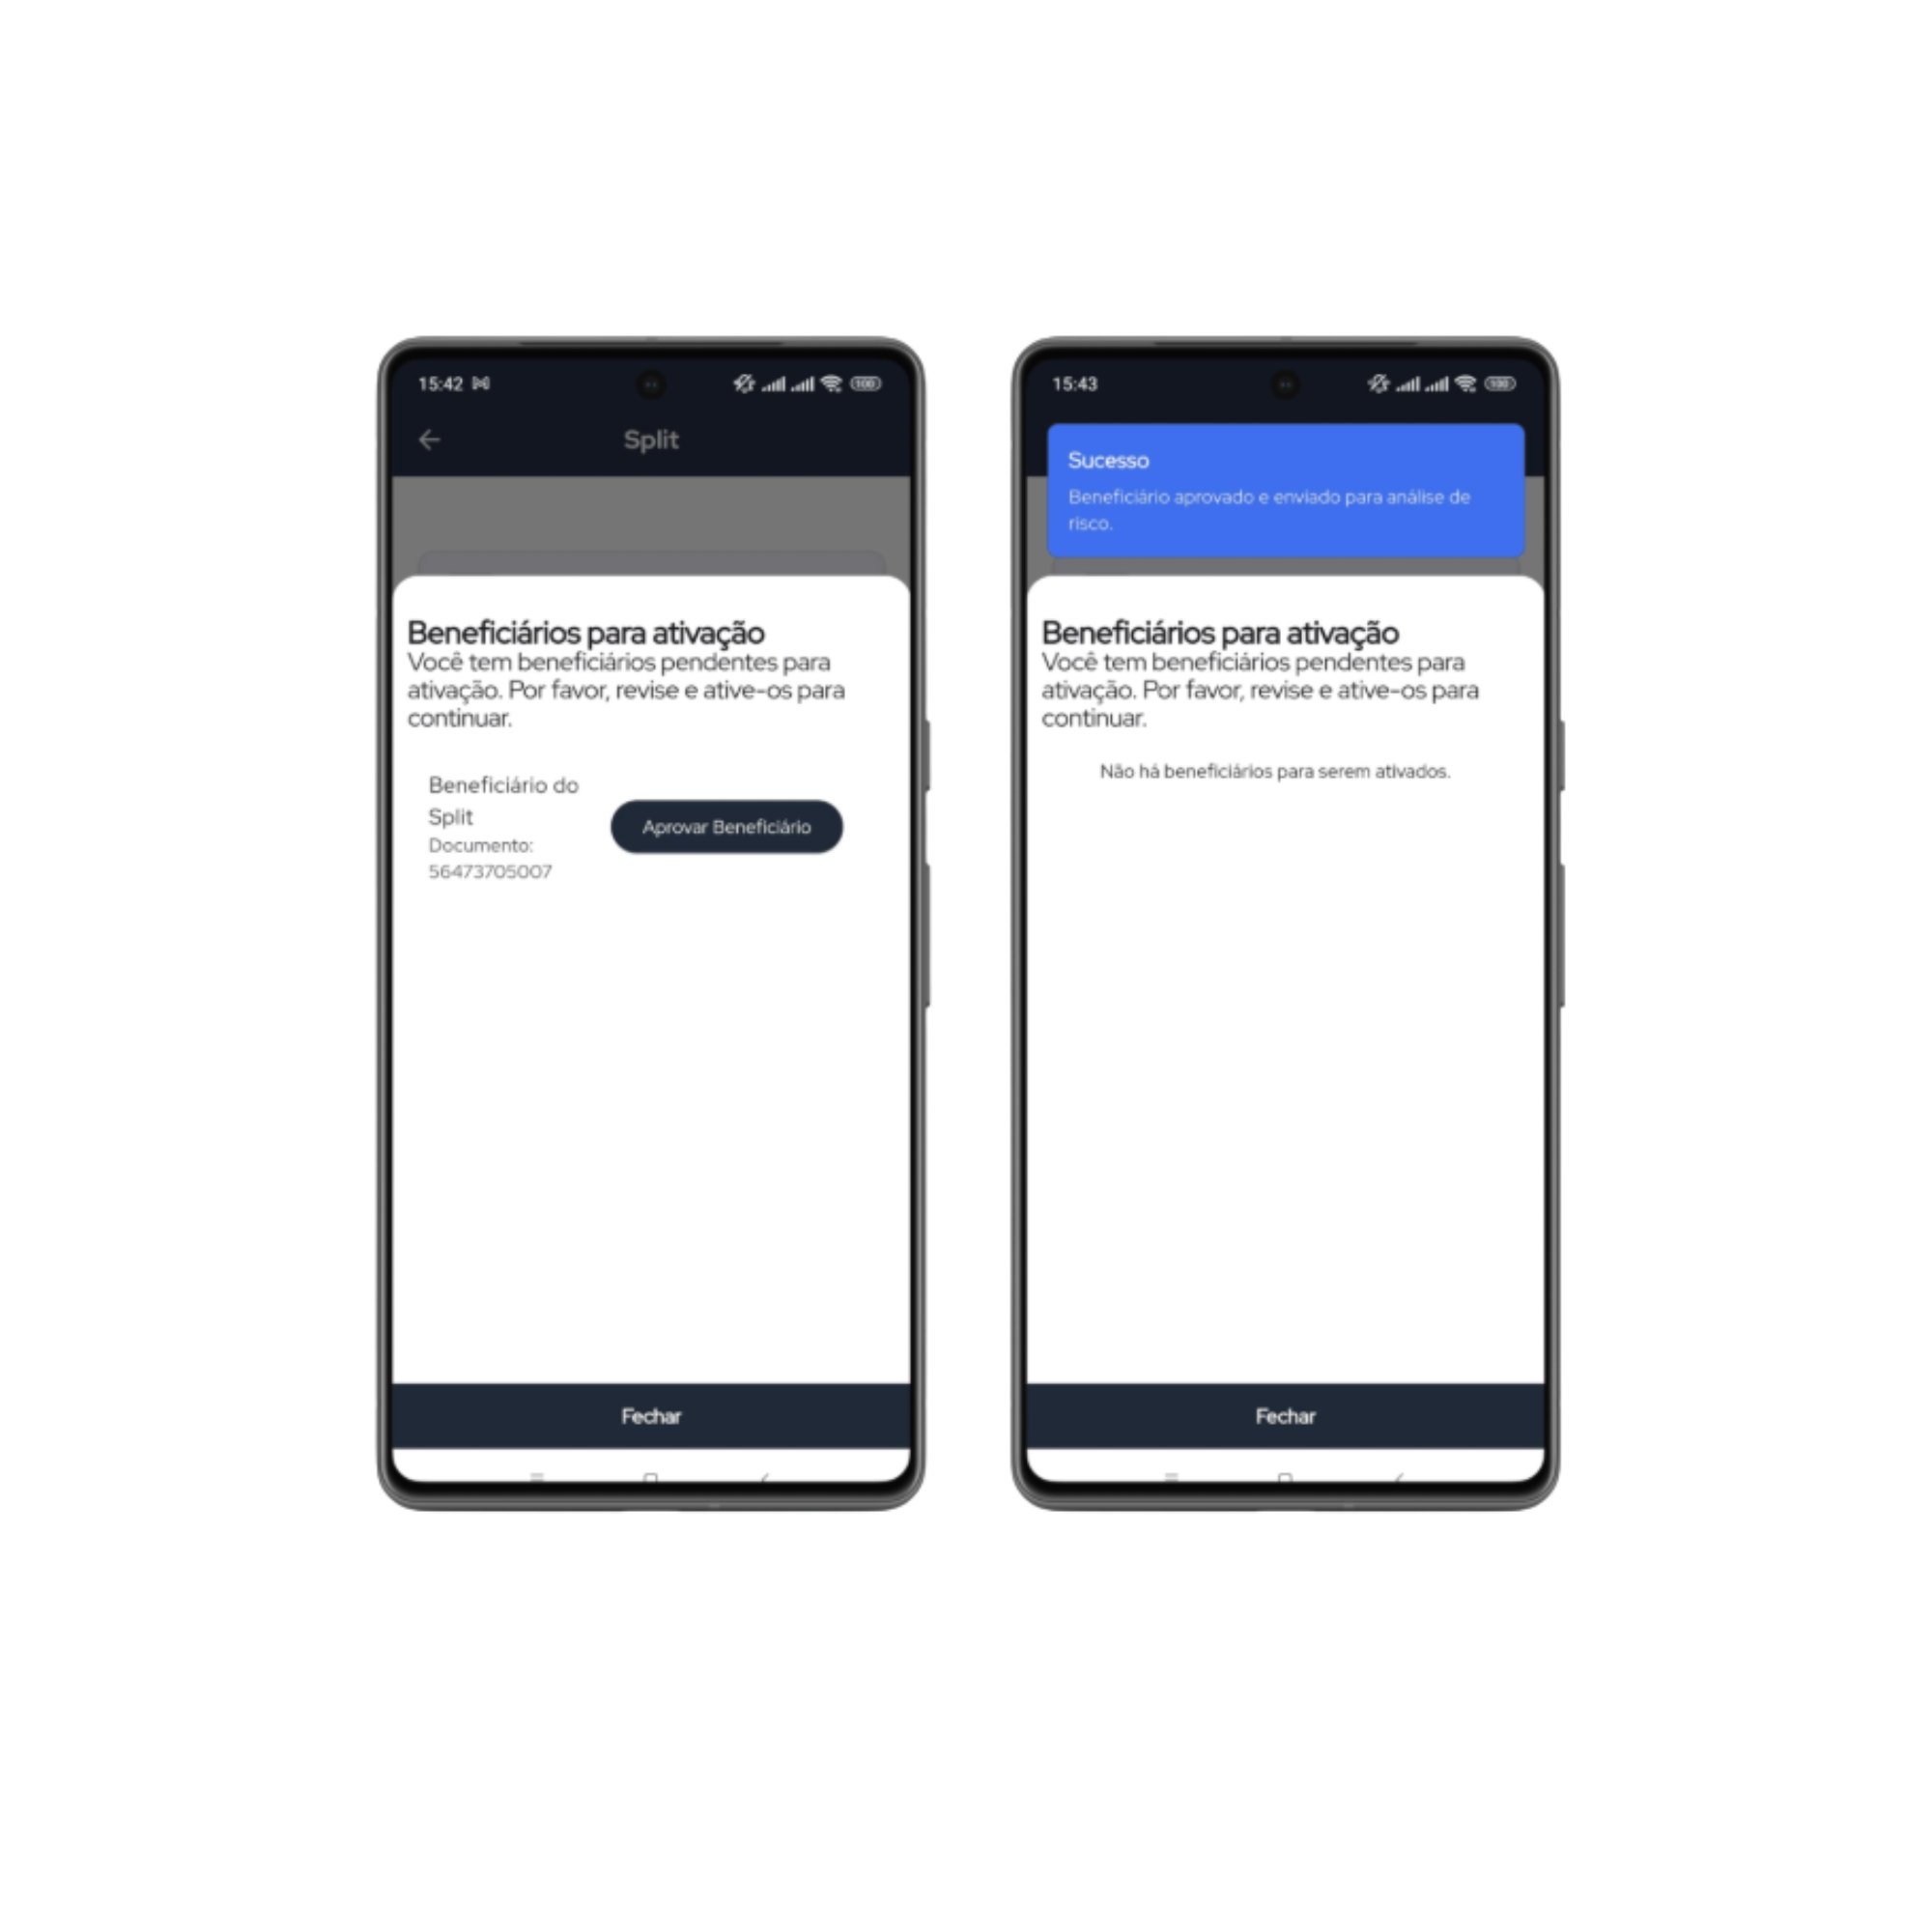 15:42
100
Split
Beneficiários para ativação
Você tem beneficiários pendentes para
ativação. Por favor, revise e ative-os para
continuar.
Beneficiário do
Split
Documento:
56473705007
Aprovar Beneficiário
Fechar
15:43
100
Sucesso
Beneficiário aprovado e enviado para análise de
risco.
Beneficiários para ativação
Você tem beneficiários pendentes para
ativação. Por favor, revise e ative-os para
continuar.
Não há beneficiários para serem ativados.
Fechar